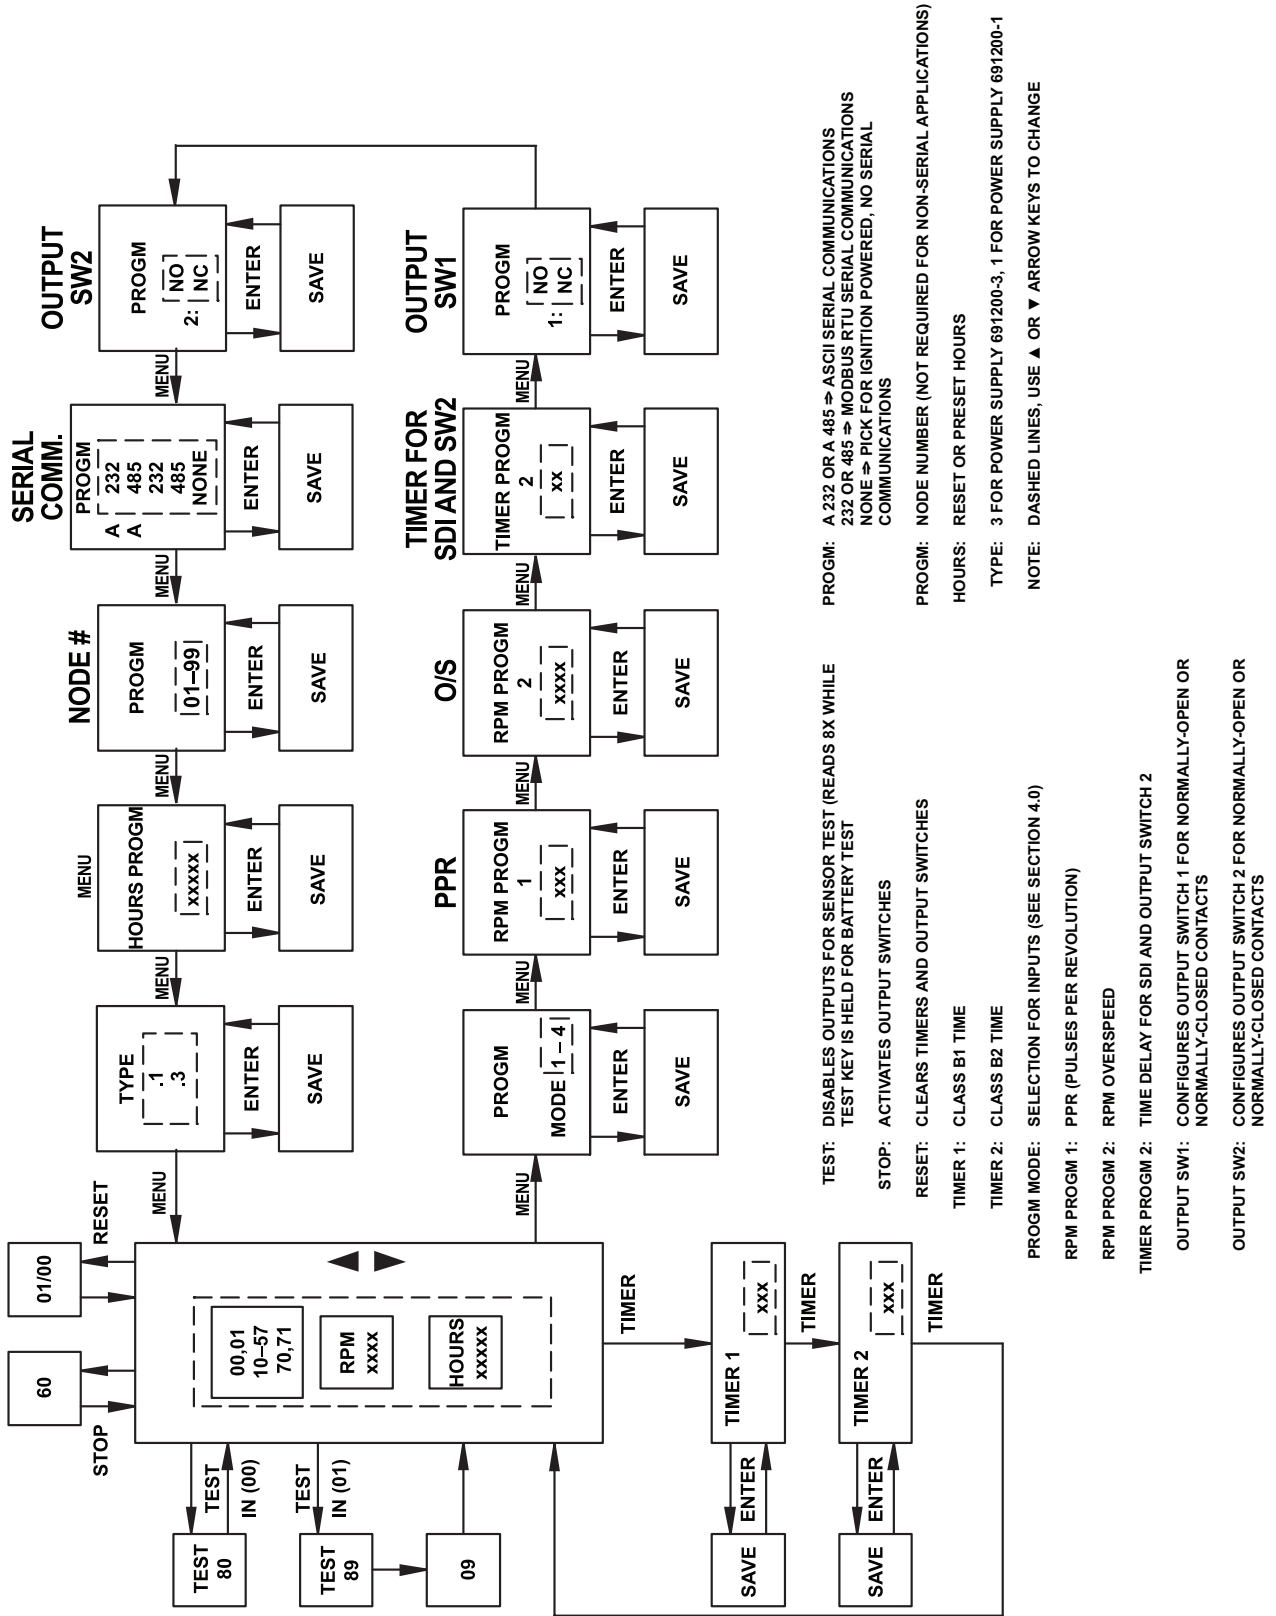 TEST
80
TEST
89
09
TEST
IN (00)
TEST
IN (01)
STOP
60
01/00
RESET
00,01
10–57
70,71
RPM
xxxx
HOURS
xxxxx
MENU
TYPE
.1
.3
ENTER
SAVE
MENU
MENU
HOURS PROGM
xxxxx
ENTER
SAVE
MENU
NODE #
PROGM
01–99
ENTER
SAVE
MENU
SERIAL
COMM.
PROGM
A 232
A 485
232
485
NONE
ENTER
SAVE
MENU
OUTPUT
SW2
PROGM
2: NO
NC
ENTER
SAVE
MENU
PROGM
MODE 1 – 4
ENTER
SAVE
MENU
PPR
RPM PROGM
1
xxx
ENTER
SAVE
MENU
O/S
RPM PROGM
2
xxxx
ENTER
SAVE
MENU
TIMER FOR
SDI AND SW2
TIMER PROGM
2
xx
ENTER
SAVE
MENU
OUTPUT
SW1
PROGM
1: NO
NC
ENTER
SAVE
TIMER
TIMER 1
xxx
SAVE
ENTER
TIMER
TIMER 2
xxx
SAVE
ENTER
TIMER
TEST: DISABLES OUTPUTS FOR SENSOR TEST (READS 8X WHILE
TEST KEY IS HELD FOR BATTERY TEST
STOP: ACTIVATES OUTPUT SWITCHES
RESET: CLEARS TIMERS AND OUTPUT SWITCHES
TIMER 1: CLASS B1 TIME
TIMER 2: CLASS B2 TIME
PROGM MODE: SELECTION FOR INPUTS (SEE SECTION 4.0)
RPM PROGM 1: PPR (PULSES PER REVOLUTION)
RPM PROGM 2: RPM OVERSPEED
TIMER PROGM 2: TIME DELAY FOR SDI AND OUTPUT SWITCH 2
OUTPUT SW1: CONFIGURES OUTPUT SWITCH 1 FOR NORMALLY-OPEN OR
NORMALLY-CLOSED CONTACTS
OUTPUT SW2: CONFIGURES OUTPUT SWITCH 2 FOR NORMALLY-OPEN OR
NORMALLY-CLOSED CONTACTS
PROGM: A 232 OR A 485 ⇒ ASCII SERIAL COMMUNICATIONS
232 OR 485 ⇒ MODBUS RTU SERIAL COMMUNICATIONS
NONE ⇒ PICK FOR IGNITION POWERED, NO SERIAL
COMMUNICATIONS
PROGM: NODE NUMBER (NOT REQUIRED FOR NON-SERIAL APPLICATIONS)
HOURS: RESET OR PRESET HOURS
TYPE: 3 FOR POWER SUPPLY 691200-3, 1 FOR POWER SUPPLY 691200-1
NOTE: DASHED LINES, USE ▲ OR ▼ ARROW KEYS TO CHANGE